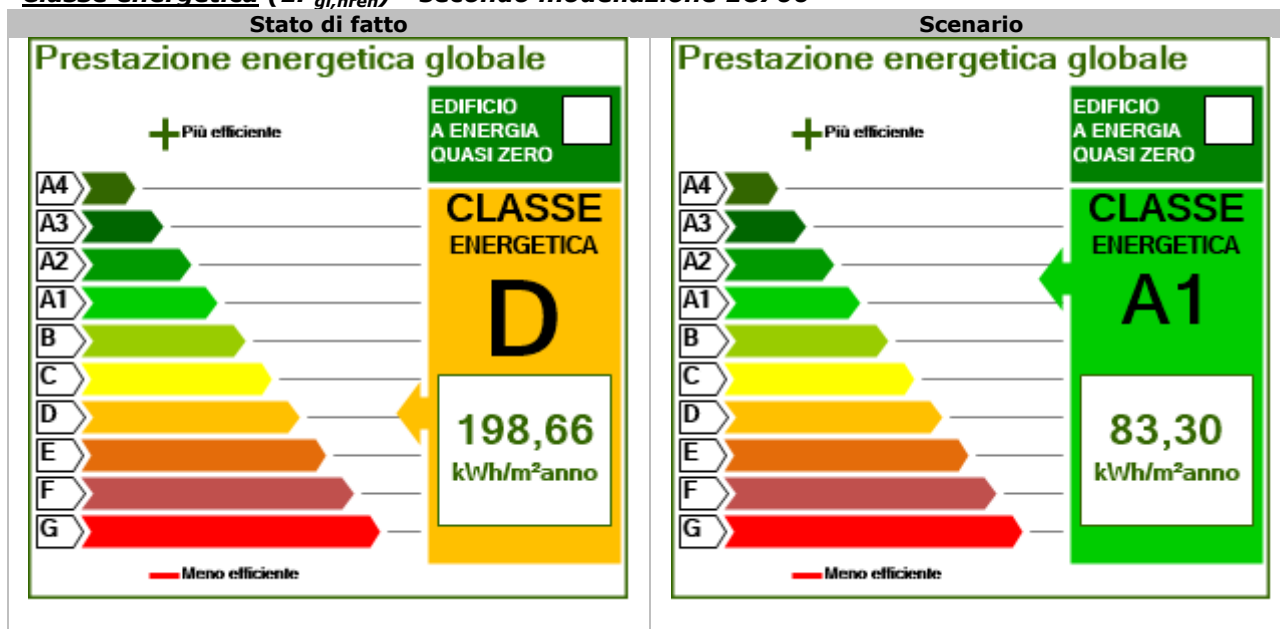 Stato di fatto
Scenario
Prestazione energetica globale
EDIFICIO
A ENERGIA
QUASI ZERO
Più efficiente
A4
A3
A2
A1
B
C
D
E
F
G
CLASSE
ENERGETICA
D
198,66
kWh/m²anno
Meno efficiente
Prestazione energetica globale
EDIFICIO
A ENERGIA
QUASI ZERO
Più efficiente
A4
A3
A2
A1
B
C
D
E
F
G
CLASSE
ENERGETICA
A1
83,30
kWh/m²anno
Meno efficiente